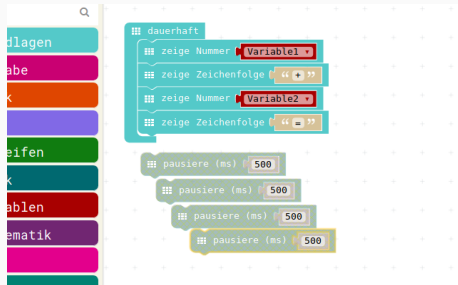 dlagen
abe
k
eifen
k
ablen
ematik
dauerhaft
zeige Nummer Variable1
zeige Zeichenfolge “ + ”
zeige Nummer Variable2
zeige Zeichenfolge “ = ”
pausiere (ms) 500
pausiere (ms) 500
pausiere (ms) 500
pausiere (ms) 500